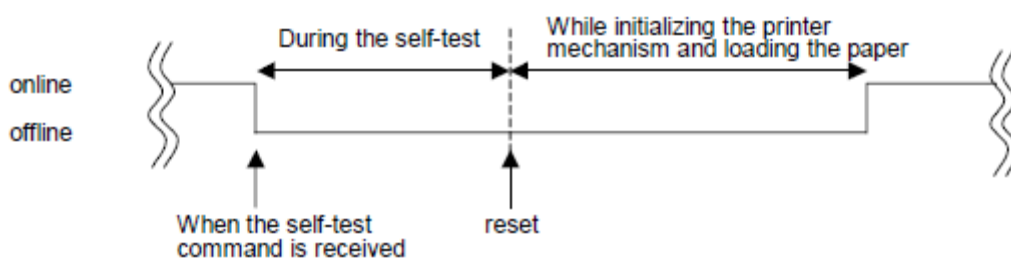 During the self-test
While initializing the printer
mechanism and loading the paper
online
offline
When the self-test
command is received
reset